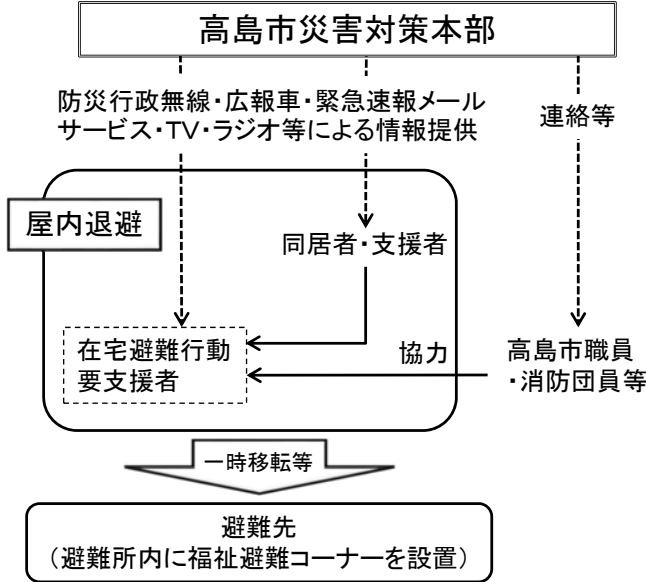 高島市災害対策本部
防災行政無線・広報車・緊急速報メール
サービス・TV・ラジオ等による情報提供
連絡等
屋内退避
同居者・支援者
在宅避難行動
要支援者
協力
高島市職員
・消防団員等
一時移転等
避難先
（避難所内に福祉避難コーナーを設置）